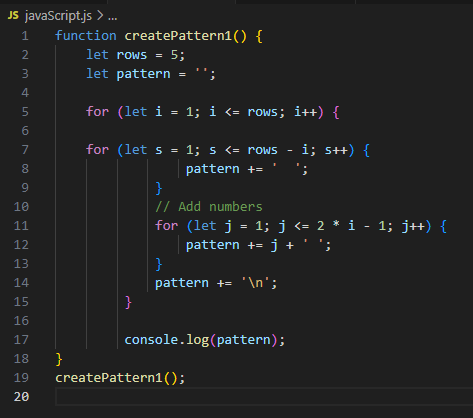 JS javaScript.js > ...
1 function createPattern1() {
2     let rows = 5;
3     let pattern = '';
4
5     for (let i = 1; i <= rows; i++) {
6
7     for (let s = 1; s <= rows - i; s++) {
8                 pattern += '  ';
9             }
10             // Add numbers
11                 for (let j = 1; j <= 2 * i - 1; j++) {
12                 pattern += j + ' ';
13             }
14             pattern += '\n';
15         }
16
17         console.log(pattern);
18 }
19 createPattern1();
20